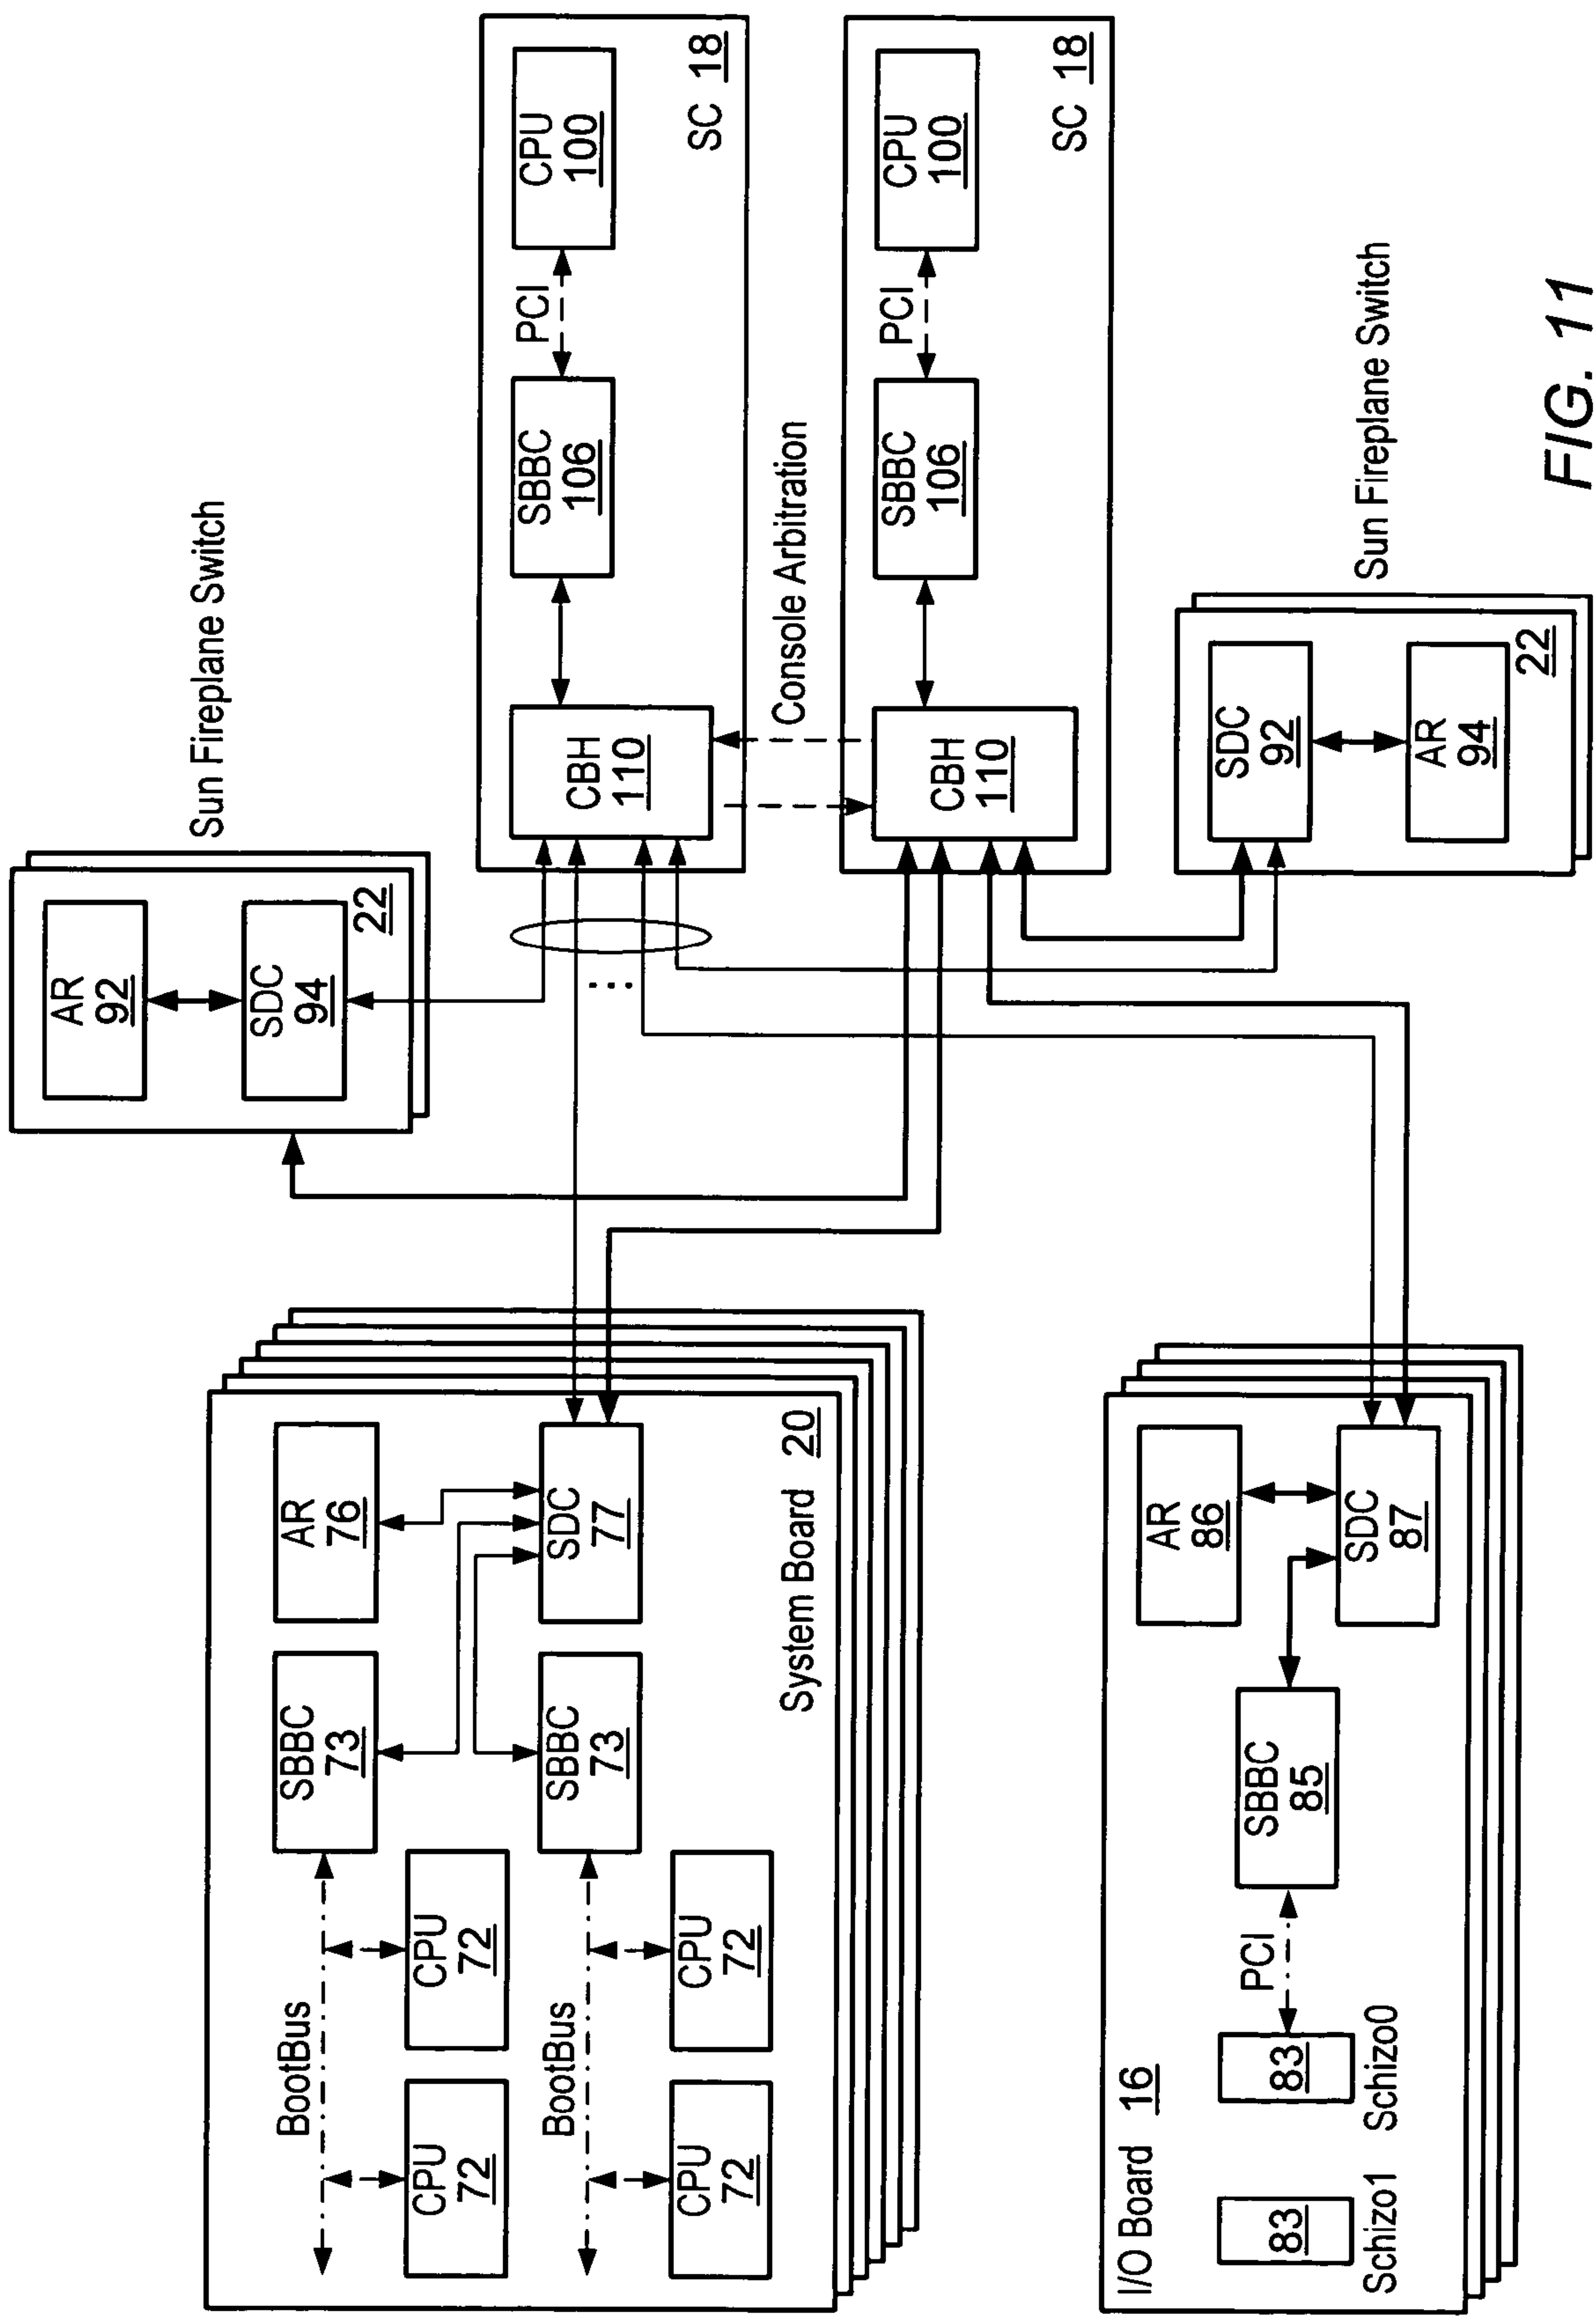 BootBus
CPU
72
CPU
72
SBBC
73
AR
76
BootBus
CPU
72
CPU
72
SBBC
73
SDC
77
System Board 20
AR
92
SDC
94
22
Sun Fireplane Switch
CBH
110
SBBC
106
PCI
CPU
100
SC 18
Console Arbitration
...
CBH
110
SBBC
106
PCI
CPU
100
SC 18
I/O Board 16
83
Schizo1
83
Schizo0
PCI
SBBC
85
AR
86
SDC
87
SDC
92
AR
94
22
Sun Fireplane Switch
FIG. 11